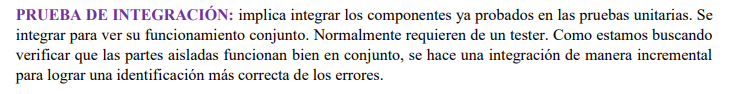 PRUEBA DE INTEGRACIÓN: implica integrar los componentes ya probados en las pruebas unitarias. Se
integran para ver su funcionamiento conjunto. Normalmente requieren de un tester. Como estamos buscando
verificar que las partes aisladas funcionan bien en conjunto, se hace una integración de manera incremental
para lograr una identificación más correcta de los errores.